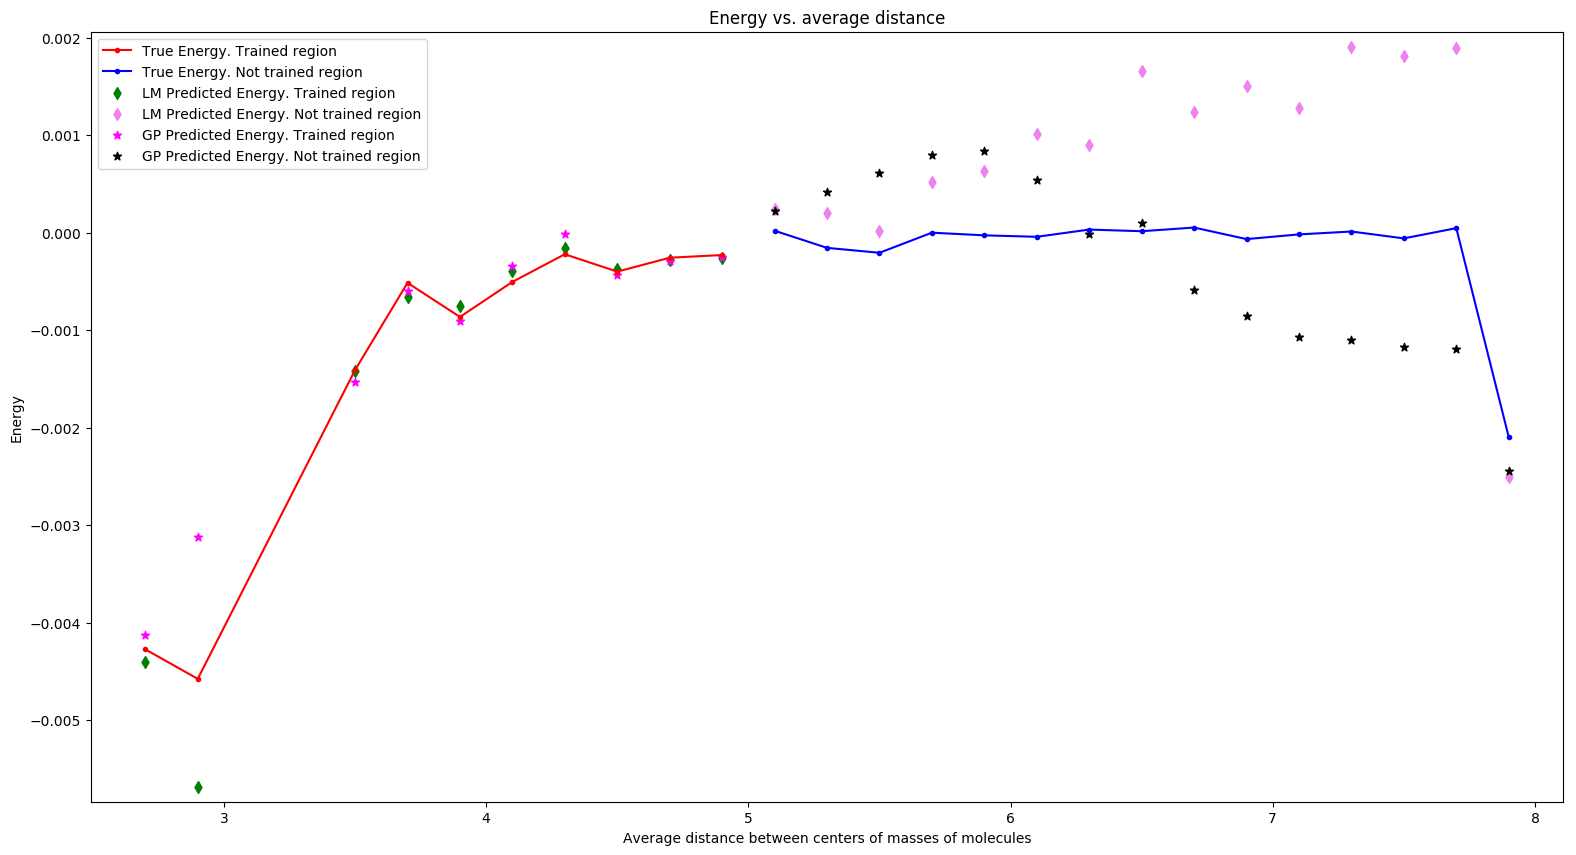 Energy vs. average distance
True Energy. Trained region
True Energy. Not trained region
LM Predicted Energy. Trained region
LM Predicted Energy. Not trained region
GP Predicted Energy. Trained region
GP Predicted Energy. Not trained region
0.002
0.001
0.000
−0.001
−0.002
−0.003
−0.004
−0.005
Energy
3 4 5 6 7 8
Average distance between centers of masses of molecules